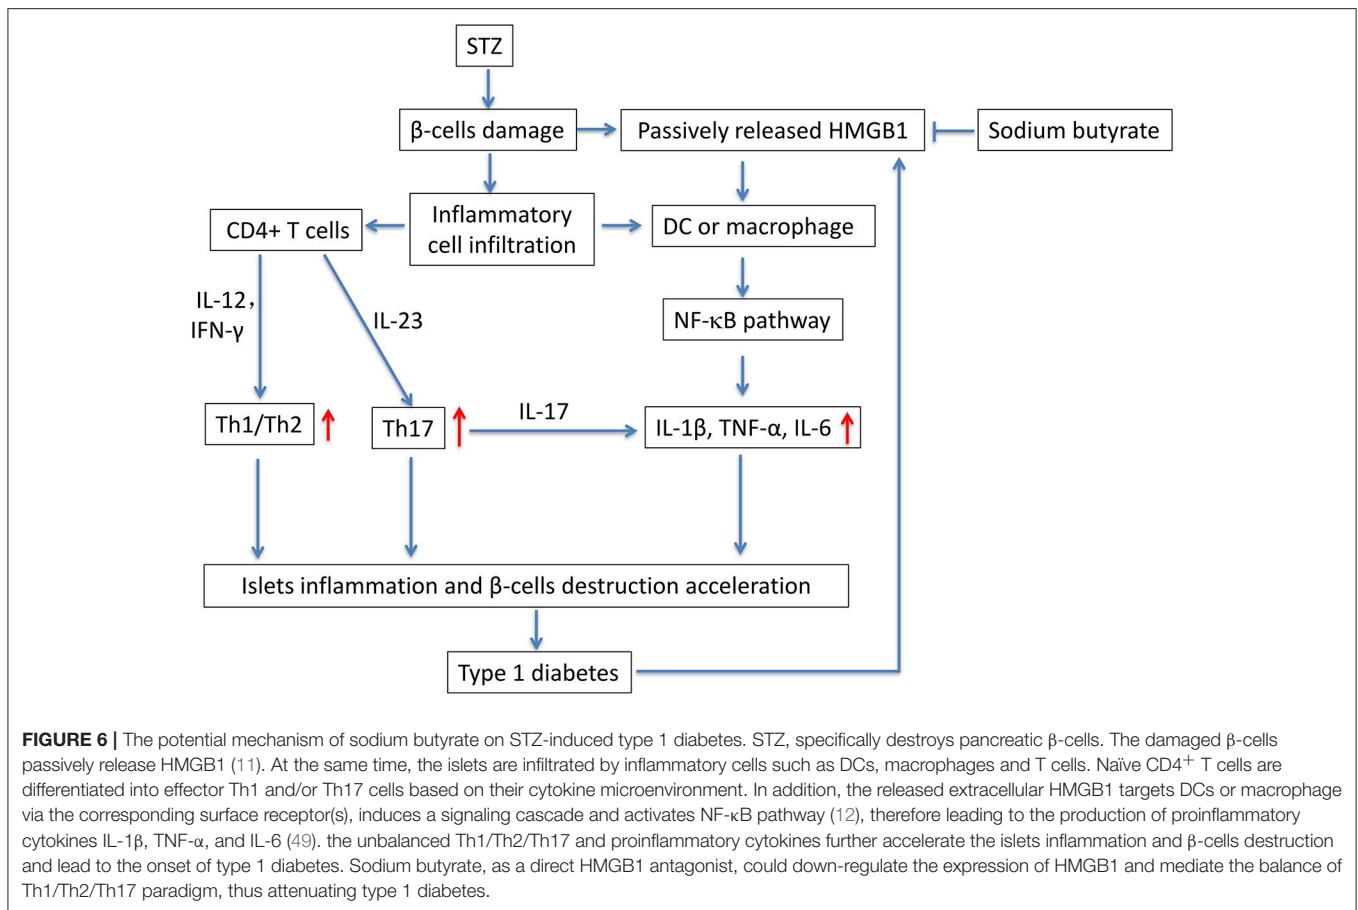 STZ
β-cells damage
Passively released HMGB1
Sodium butyrate
CD4+ T cells
Inflammatory
cell infiltration
DC or macrophage
IL-12,
IFN-γ
IL-23
NF-κB pathway
Th1/Th2
Th17
IL-17
IL-1β, TNF-α, IL-6
Islets inflammation and β-cells destruction acceleration
Type 1 diabetes
FIGURE 6 | The potential mechanism of sodium butyrate on STZ-induced type 1 diabetes. STZ, specifically destroys pancreatic β-cells. The damaged β-cells
passively release HMGB1 (11). At the same time, the islets are infiltrated by inflammatory cells such as DCs, macrophages and T cells. Naïve CD4+ T cells are
differentiated into effector Th1 and/or Th17 cells based on their cytokine microenvironment. In addition, the released extracellular HMGB1 targets DCs or macrophage
via the corresponding surface receptor(s), induces a signaling cascade and activates NF-κB pathway (12), therefore leading to the production of proinflammatory
cytokines IL-1β, TNF-α, and IL-6 (49). the unbalanced Th1/Th2/Th17 and proinflammatory cytokines further accelerate the islets inflammation and β-cells destruction
and lead to the onset of type 1 diabetes. Sodium butyrate, as a direct HMGB1 antagonist, could down-regulate the expression of HMGB1 and mediate the balance of
Th1/Th2/Th17 paradigm, thus attenuating type 1 diabetes.